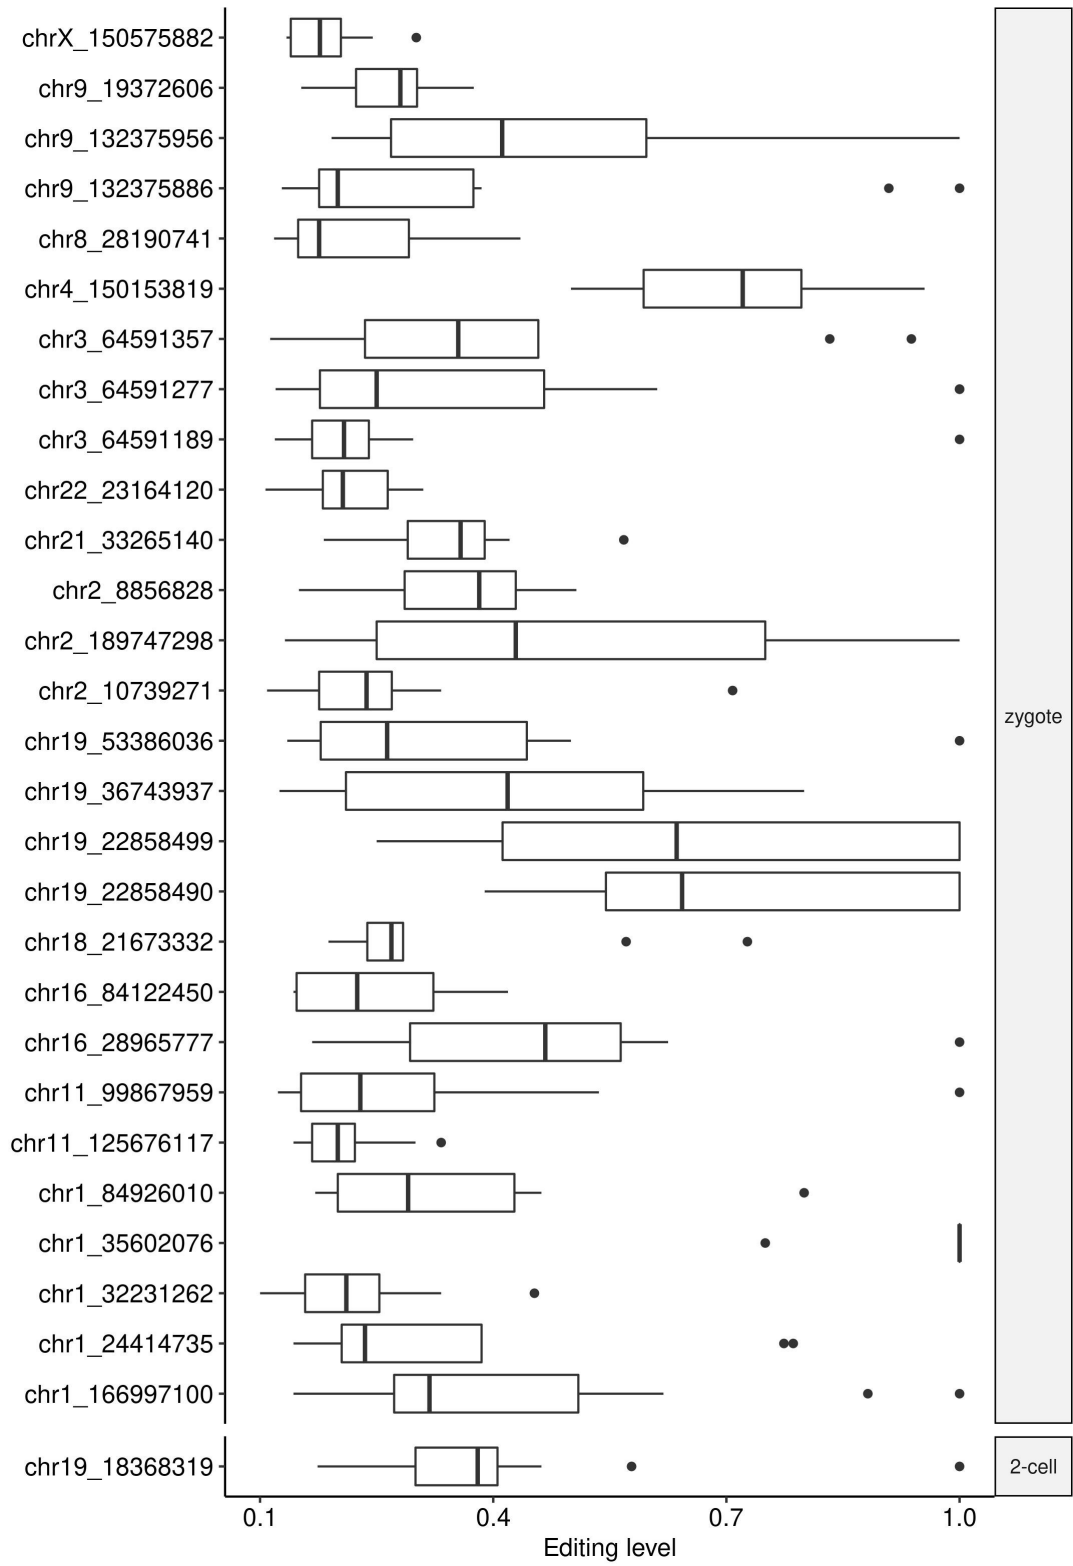 chrX_150575882
chr9_19372606
chr9_132375956
chr9_132375886
chr8_28190741
chr4_150153819
chr3_64591357
chr3_64591277
chr3_64591189
chr22_23164120
chr21_33265140
chr2_8856828
chr2_189747298
chr2_10739271
chr19_53386036
chr19_36743937
chr19_22858499
chr19_22858490
chr18_21673332
chr16_84122450
chr16_28965777
chr11_99867959
chr11_125676117
chr1_84926010
chr1_35602076
chr1_32231262
chr1_24414735
chr1_166997100
zygote
chr19_18368319
2-cell
0.1 0.4 0.7 1.0
Editing level